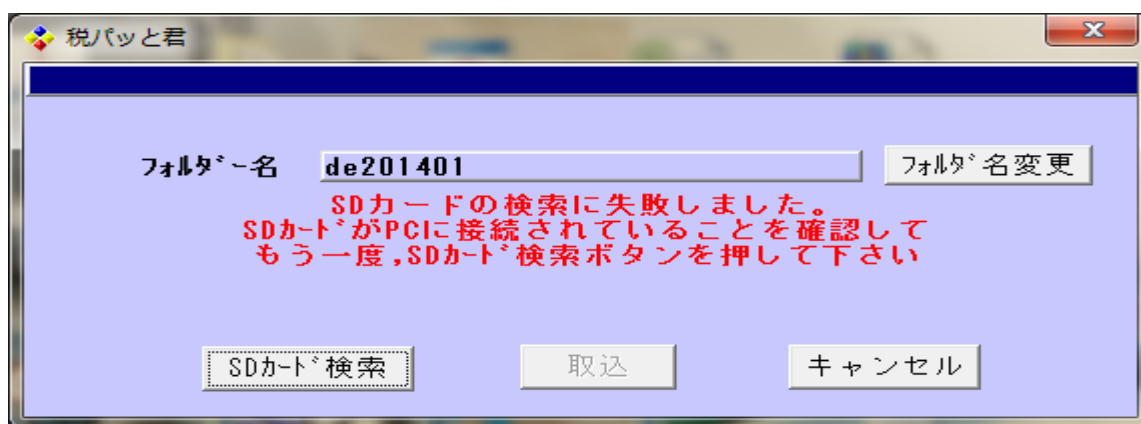 税パッと君
フォルダー名 de201401 フォルダ名変更
SDカードの検索に失敗しました。
SDカードがPCに接続されていることを確認して
もう一度,SDカード検索ボタンを押して下さい
SDカード検索 取込 キャンセル